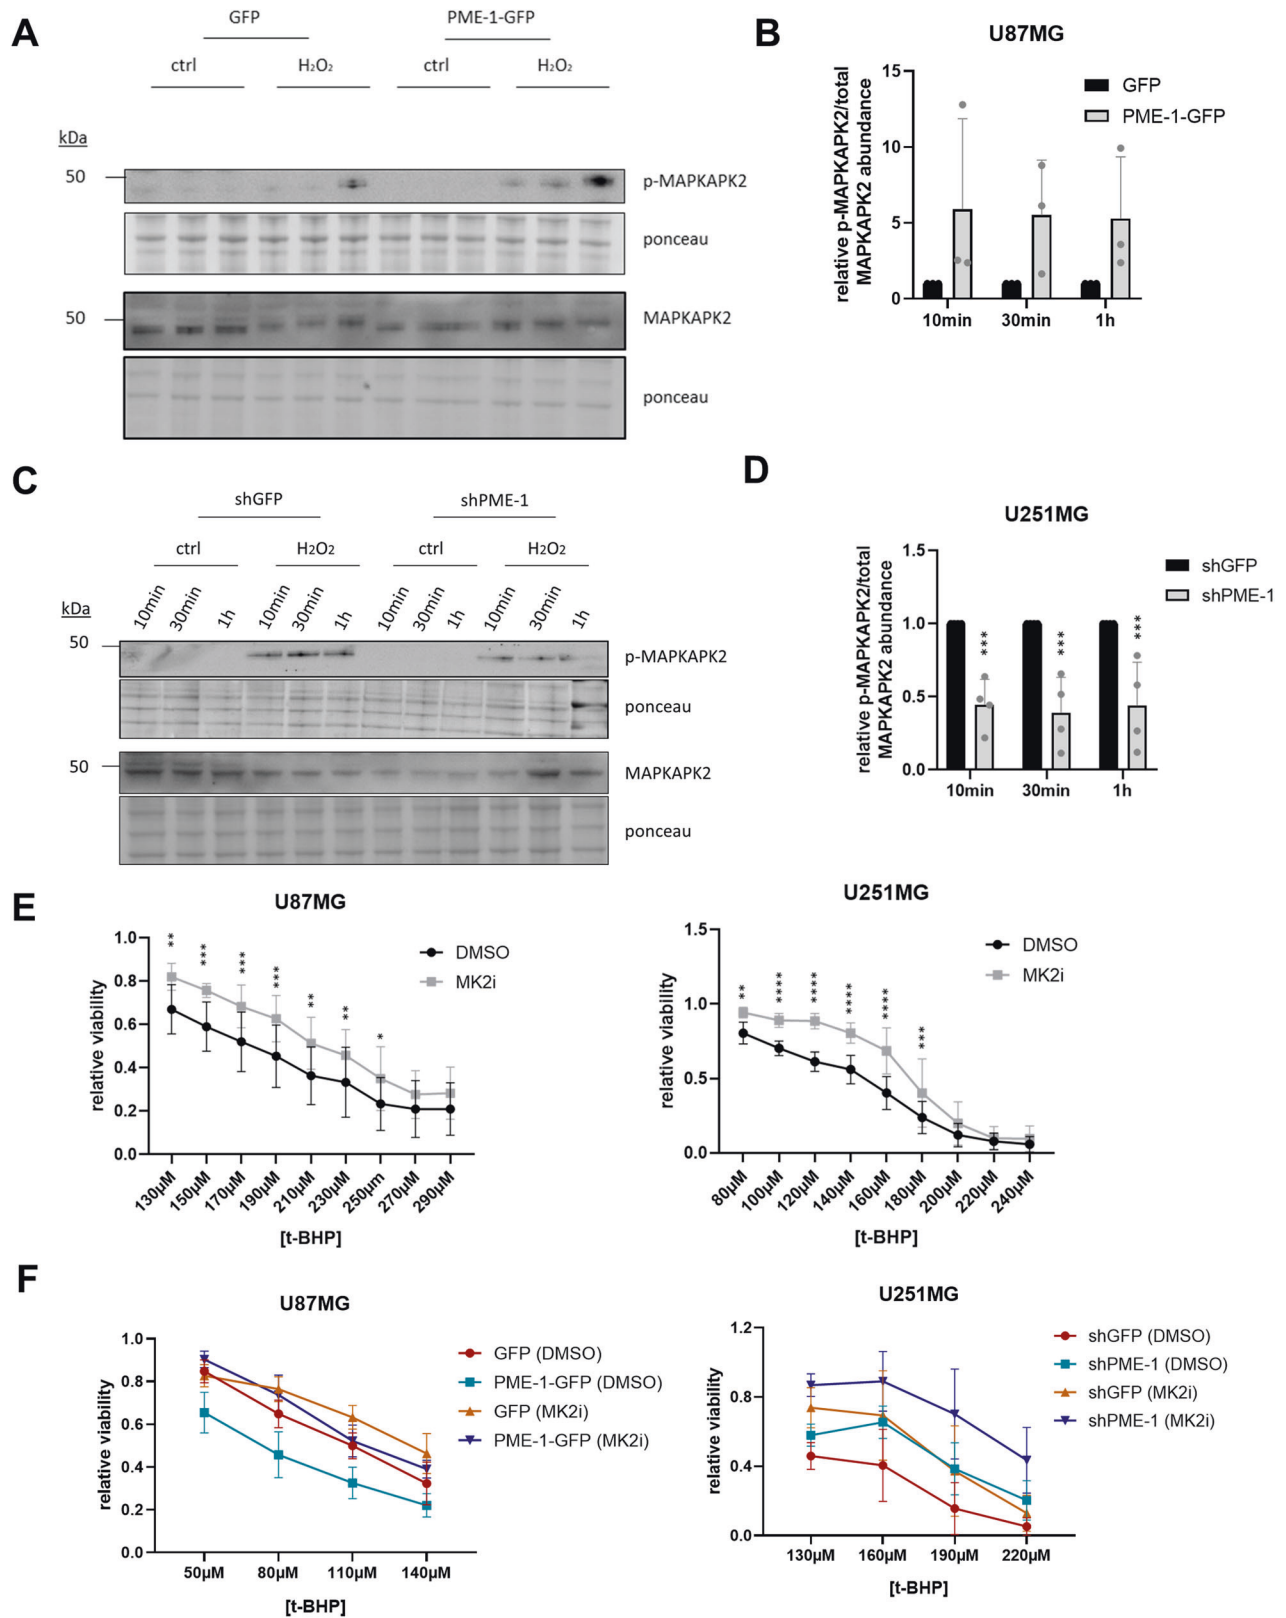 A
GFP PME-1-GFP
ctrl H₂O₂ ctrl H₂O₂
kDa
50 p-MAPKAPK2
ponceau
50 MAPKAPK2
ponceau
B
U87MG
relative p-MAPKAPK2/total
MAPKAPK2 abundance
15
10
5
0
10min 30min 1h
GFP
PME-1-GFP
C
shGFP shPME-1
ctrl H₂O₂ ctrl H₂O₂
10min 30min 1h 10min 30min 1h 10min 30min 1h 10min 30min 1h
kDa
50 p-MAPKAPK2
ponceau
50 MAPKAPK2
ponceau
D
U251MG
relative p-MAPKAPK2/total
MAPKAPK2 abundance
1.5
1.0
0.5
0.0
*** *** ***
10min 30min 1h
shGFP
shPME-1
E
U87MG
relative viability
1.0
0.8
0.6
0.4
0.2
0.0
** *** *** *** ** ** *
130µM 150µM 170µM 190µM 210µM 230µM 250µm 270µM 290µM
[t-BHP]
DMSO
MK2i
U251MG
relative viability
1.5
1.0
0.5
0.0
** **** **** **** **** ***
80µM 100µM 120µM 140µM 160µM 180µM 200µM 220µM 240µM
[t-BHP]
DMSO
MK2i
F
U87MG
relative viability
1.0
0.8
0.6
0.4
0.2
0.0
50µM 80µM 110µM 140µM
[t-BHP]
GFP (DMSO)
PME-1-GFP (DMSO)
GFP (MK2i)
PME-1-GFP (MK2i)
U251MG
relative viability
1.2
0.8
0.4
0.0
130µM 160µM 190µM 220µM
[t-BHP]
shGFP (DMSO)
shPME-1 (DMSO)
shGFP (MK2i)
shPME-1 (MK2i)